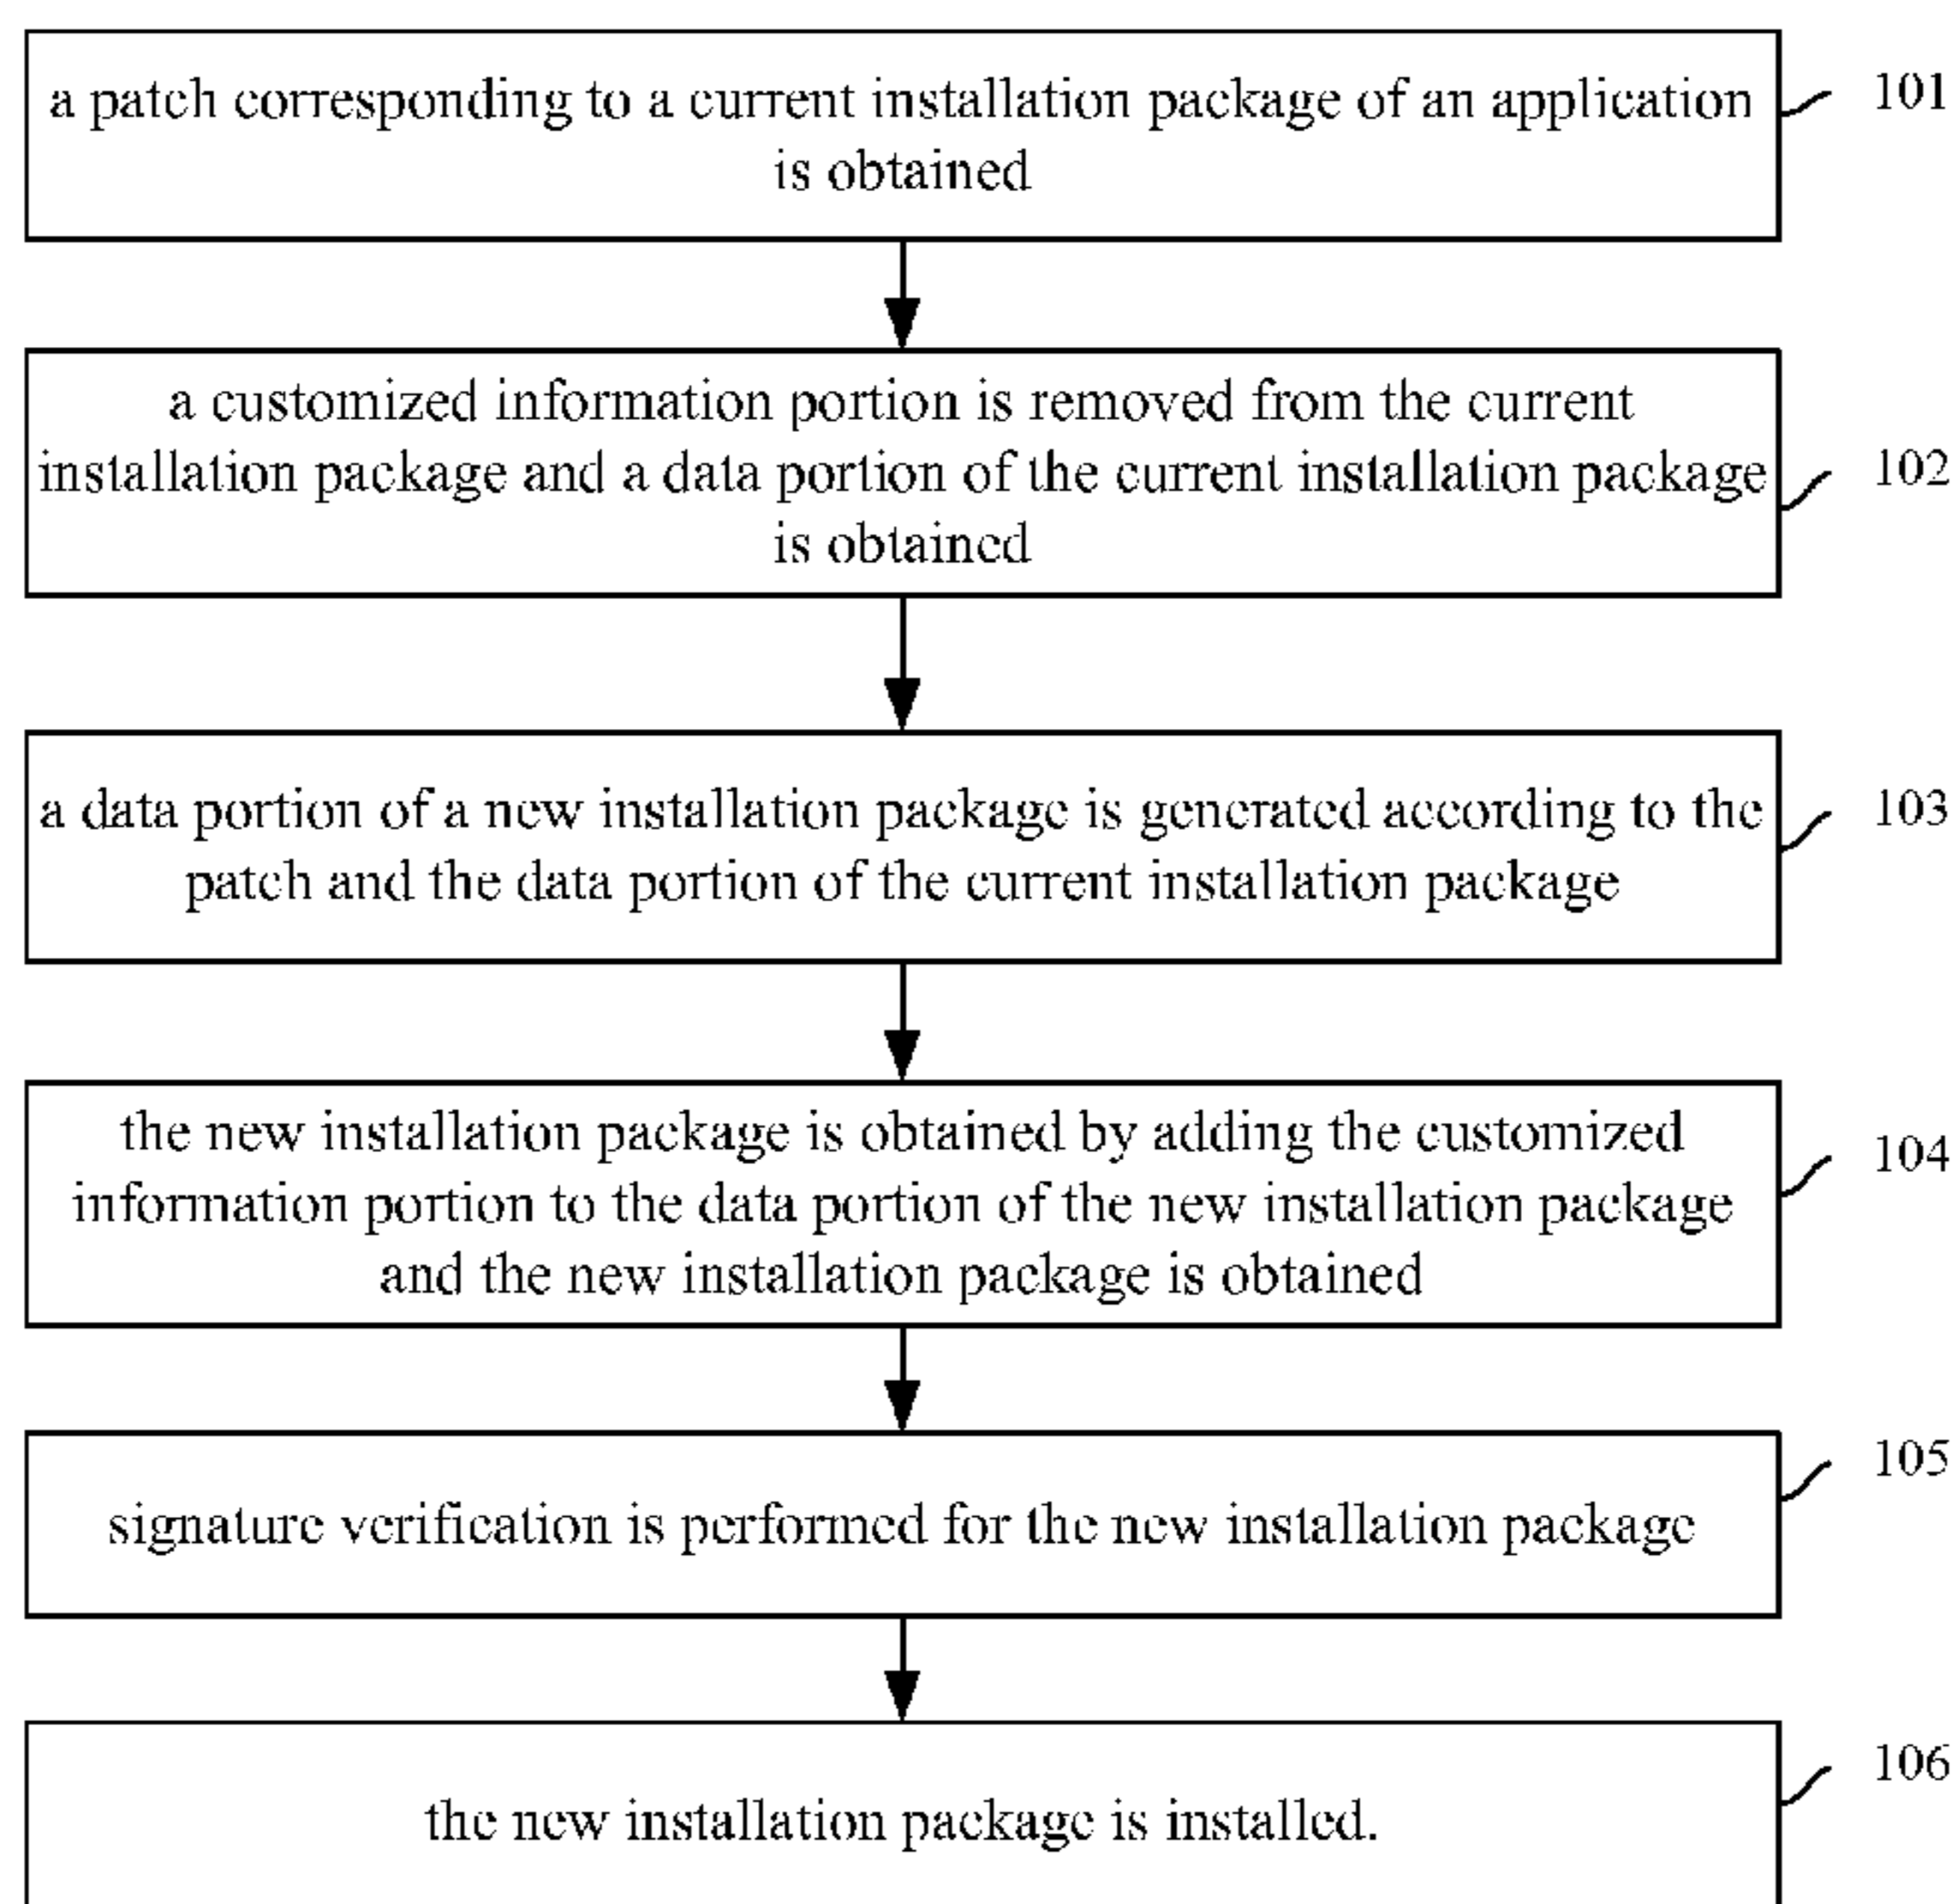 a patch corresponding to a current installation package of an application
is obtained
101
a customized information portion is removed from the current
installation package and a data portion of the current installation package
is obtained
102
a data portion of a new installation package is generated according to the
patch and the data portion of the current installation package
103
the new installation package is obtained by adding the customized
information portion to the data portion of the new installation package
and the new installation package is obtained
104
signature verification is performed for the new installation package
105
the new installation package is installed.
106